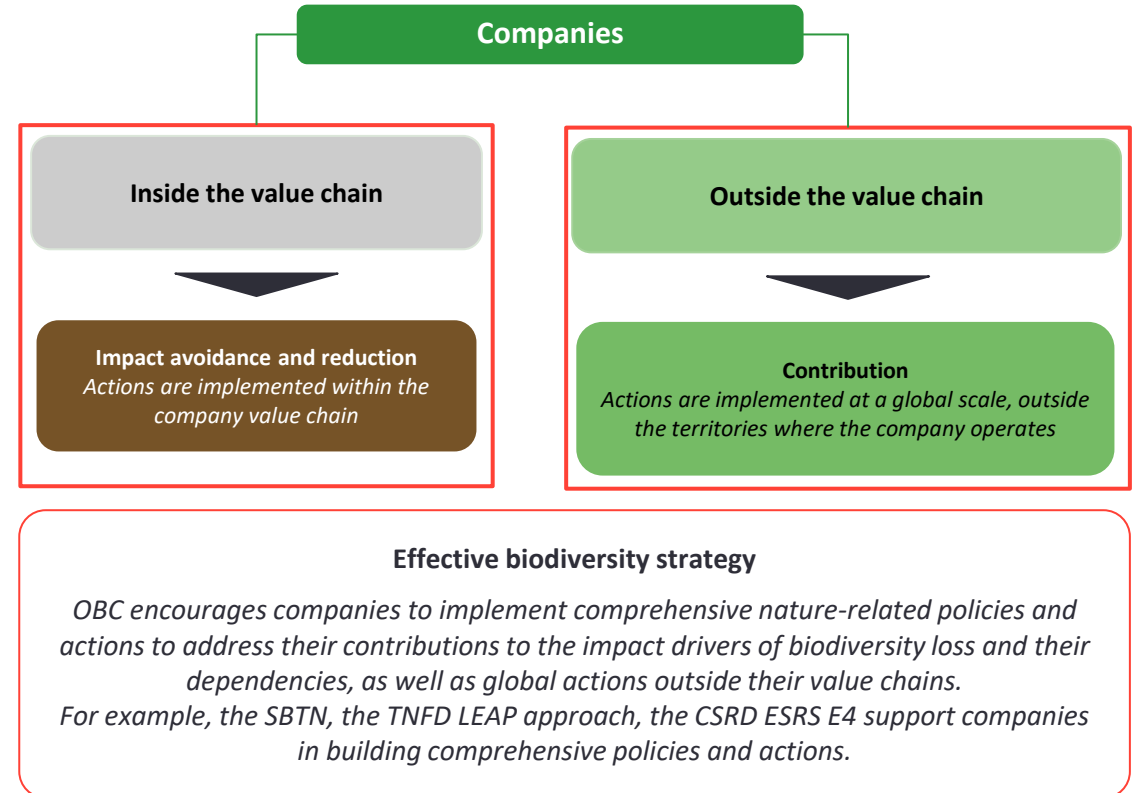 Companies
Inside the value chain
Outside the value chain
Impact avoidance and reduction
Actions are implemented within the
company value chain
Contribution
Actions are implemented at a global scale, outside
the territories where the company operates
Effective biodiversity strategy
OBC encourages companies to implement comprehensive nature-related policies and
actions to address their contributions to the impact drivers of biodiversity loss and their
dependencies, as well as global actions outside their value chains.
For example, the SBTN, the TNFD LEAP approach, the CSRD ESRS E4 support companies
in building comprehensive policies and actions.